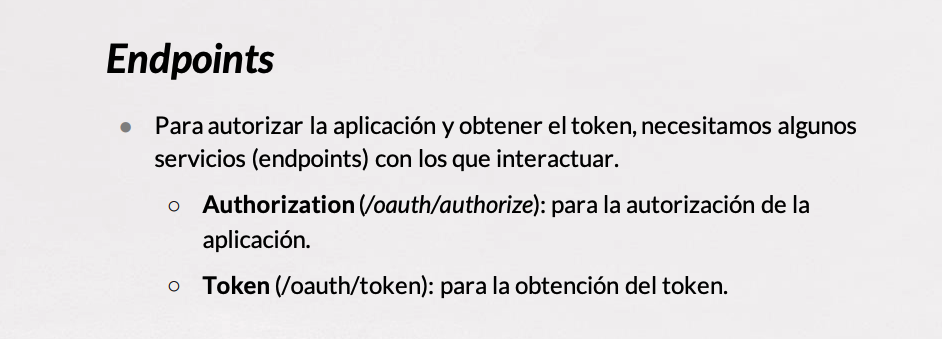 Endpoints
● Para autorizar la aplicación y obtener el token, necesitamos algunos
servicios (endpoints) con los que interactuar.
○ Authorization (/oauth/authorize): para la autorización de la
aplicación.
○ Token (/oauth/token): para la obtención del token.